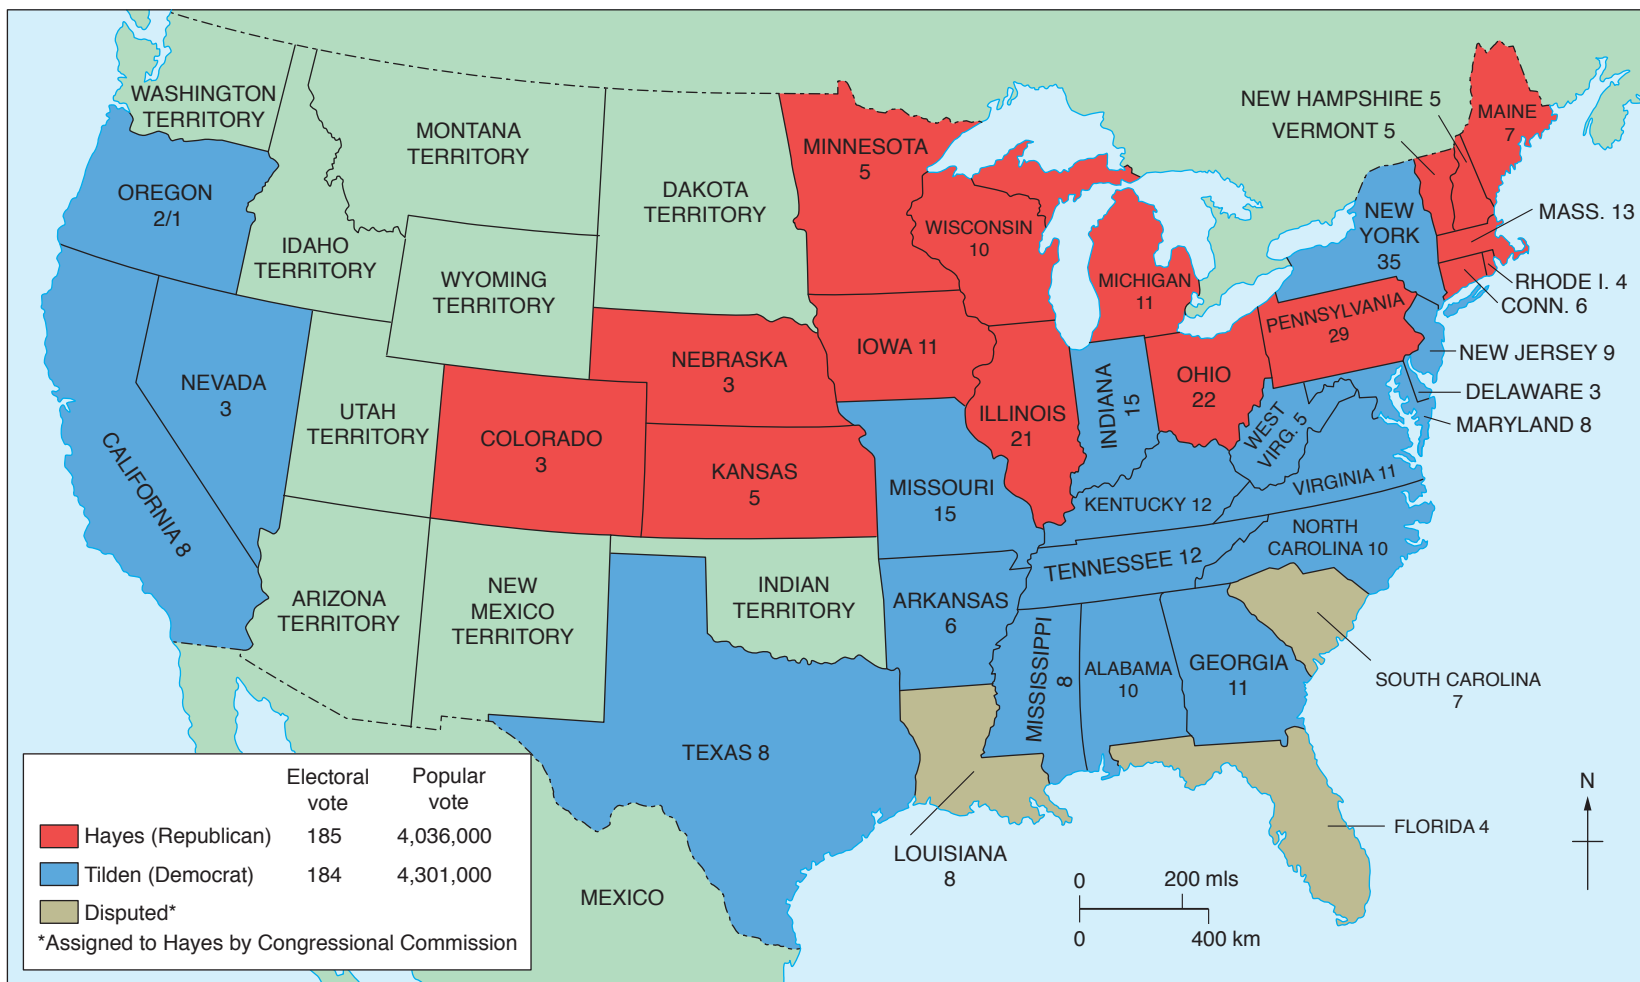 WASHINGTON
TERRITORY
MONTANA
TERRITORY
DAKOTA
TERRITORY
MINNESOTA
5
NEW HAMPSHIRE 5
VERMONT 5
MAINE
7
OREGON
2/1
IDAHO
TERRITORY
WYOMING
TERRITORY
WISCONSIN
10
MICHIGAN
11
NEW
YORK
35
MASS. 13
RHODE I. 4
CONN. 6
PENNSYLVANIA
29
NEW JERSEY 9
DELAWARE 3
MARYLAND 8
NEVADA
3
UTAH
TERRITORY
COLORADO
3
NEBRASKA
3
KANSAS
5
IOWA 11
ILLINOIS
21
INDIANA
15
OHIO
22
WEST
VIRG. 5
VIRGINIA 11
CALIFORNIA 8
MISSOURI
15
KENTUCKY 12
NORTH
CAROLINA 10
TENNESSEE 12
ARIZONA
TERRITORY
NEW
MEXICO
TERRITORY
INDIAN
TERRITORY
ARKANSAS
6
MISSISSIPPI
8
ALABAMA
10
GEORGIA
11
SOUTH CAROLINA
7
TEXAS 8
LOUISIANA
8
FLORIDA 4
MEXICO
Electoral vote
Popular vote
Hayes (Republican) 185 4,036,000
Tilden (Democrat) 184 4,301,000
Disputed*
*Assigned to Hayes by Congressional Commission
0 200 mls
0 400 km
N